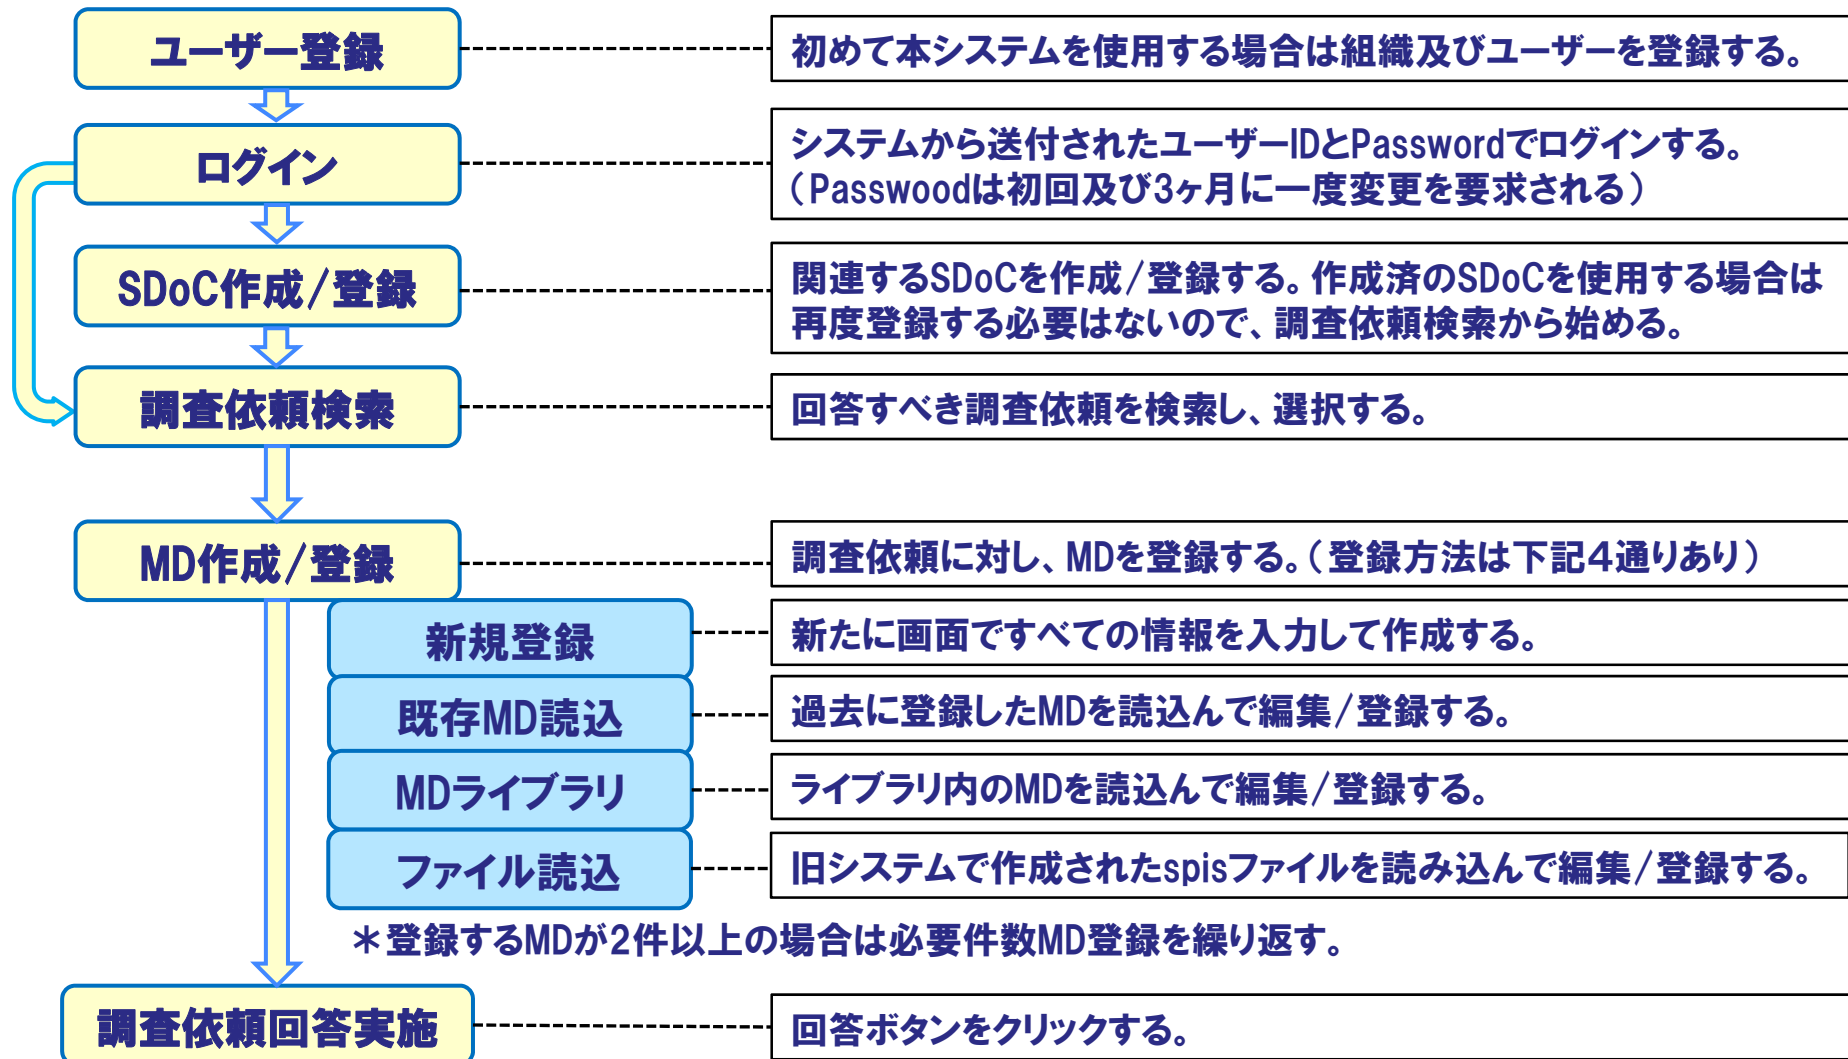 ユーザー登録
初めて本システムを使用する場合は組織及びユーザーを登録する。
ログイン
システムから送付されたユーザーIDとPasswordでログインする。
（Passwoodは初回及び3ヶ月に一度変更を要求される）
SDoC作成/登録
関連するSDoCを作成/登録する。作成済のSDoCを使用する場合は
再度登録する必要はないので、調査依頼検索から始める。
調査依頼検索
回答すべき調査依頼を検索し、選択する。
MD作成/登録
調査依頼に対し、MDを登録する。（登録方法は下記４通りあり）
新規登録
新たに画面ですべての情報を入力して作成する。
既存MD読込
過去に登録したMDを読込んで編集/登録する。
MDライブラリ
ライブラリ内のMDを読込んで編集/登録する。
ファイル読込
旧システムで作成されたspisファイルを読み込んで編集/登録する。
＊登録するMDが2件以上の場合は必要件数MD登録を繰り返す。
調査依頼回答実施
回答ボタンをクリックする。